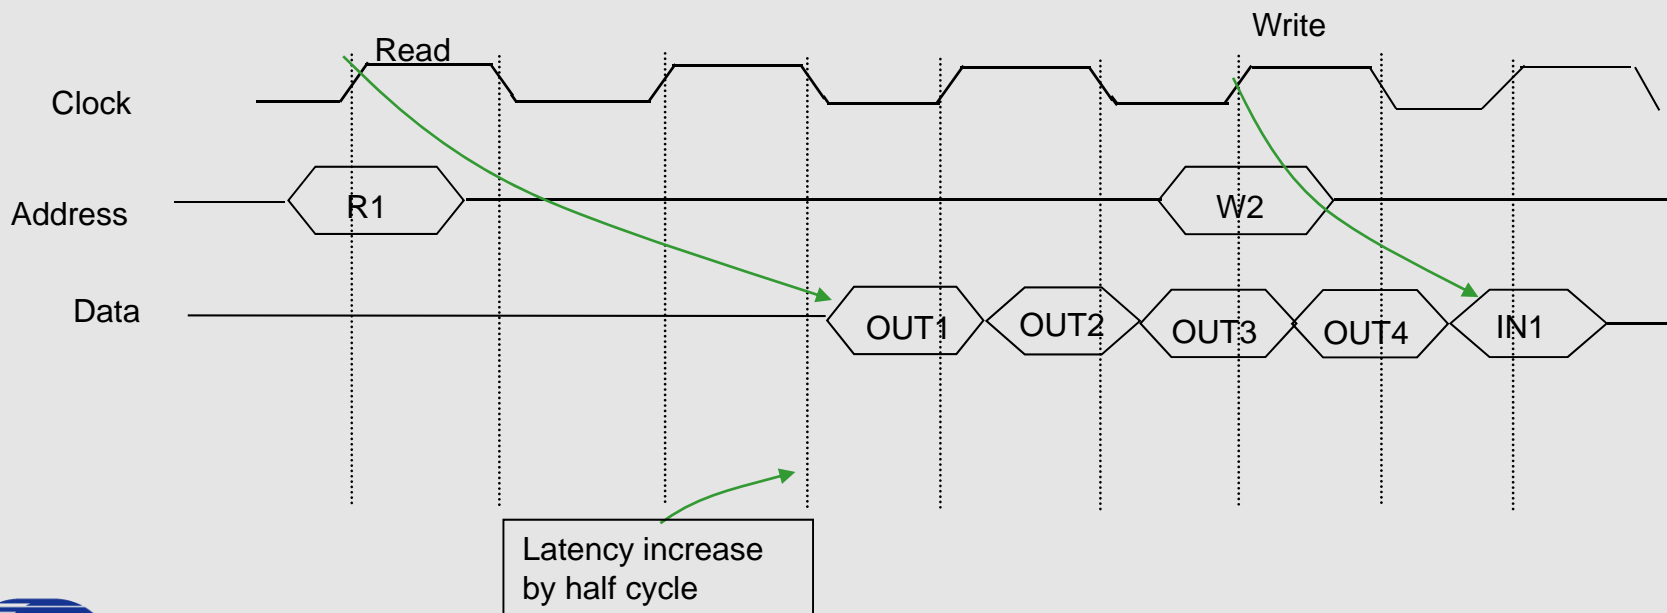 Write
Read
Clock
R1
W2
Address
Data
OUT1
OUT2
OUT3
OUT4
IN1
Latency increase
by half cycle